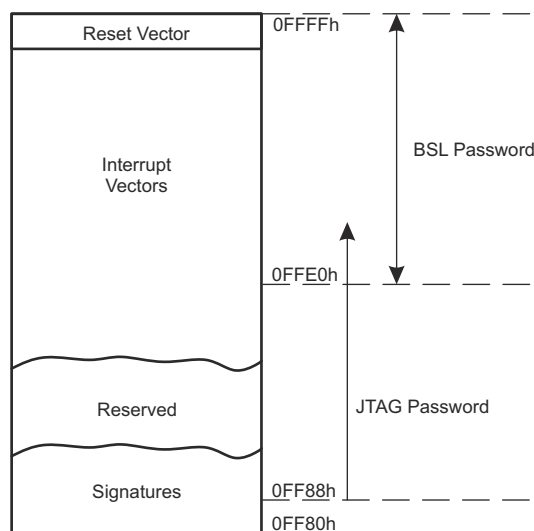 Reset Vector
0FFFFh
BSL Password
Interrupt
Vectors
0FFE0h
Reserved
JTAG Password
Signatures
0FF88h
0FF80h